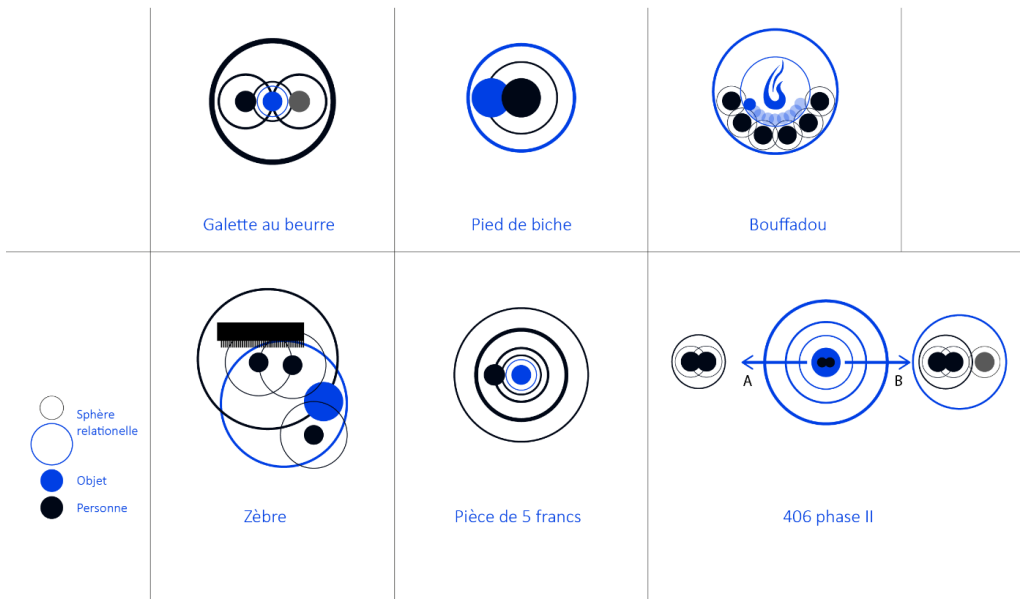 Galette au beurre
Pied de biche
Bouffadou
Sphère
relationelle
Objet
Personne
Zèbre
Pièce de 5 francs
A
B
406 phase II